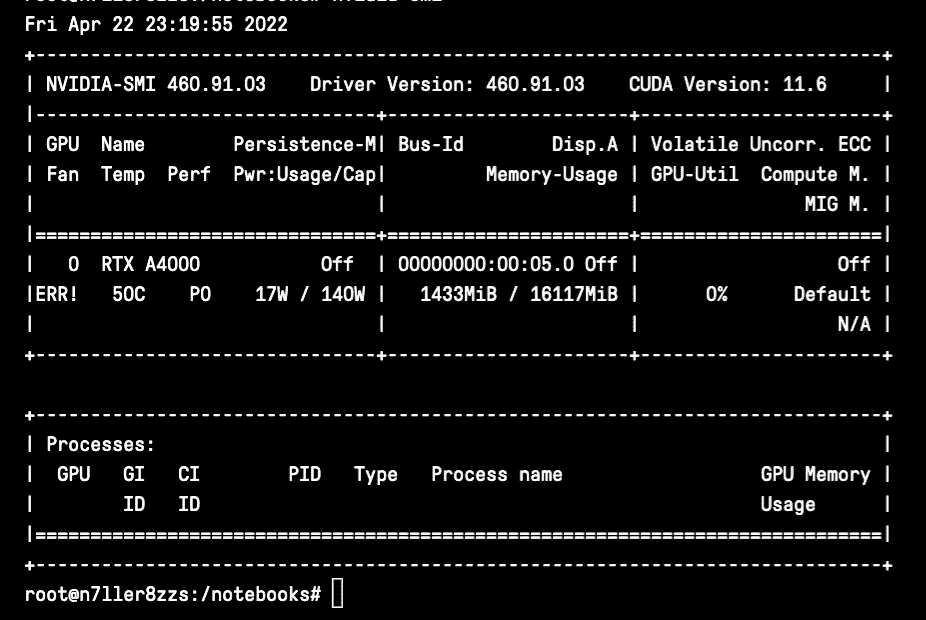 Fri Apr 22 23:19:55 2022
+-----------------------------------------------------------------------------+
| NVIDIA-SMI 460.91.03    Driver Version: 460.91.03    CUDA Version: 11.6     |
|-------------------------------+----------------------+----------------------+
| GPU  Name        Persistence-M| Bus-Id        Disp.A | Volatile Uncorr. ECC |
| Fan  Temp  Perf  Pwr:Usage/Cap|         Memory-Usage | GPU-Util  Compute M. |
|                               |                      |               MIG M. |
|===============================+======================+======================|
|   0  RTX A4000           Off  | 00000000:00:05.0 Off |                  Off |
|ERR!   50C    P0    17W / 140W |   1433MiB / 16117MiB |      0%      Default |
|                               |                      |                  N/A |
+-------------------------------+----------------------+----------------------+

+-----------------------------------------------------------------------------+
| Processes:                                                                  |
|  GPU   GI   CI        PID   Type   Process name                  GPU Memory |
|        ID   ID                                                   Usage      |
|=============================================================================|
+-----------------------------------------------------------------------------+
root@n7ller8zzs:/notebooks#